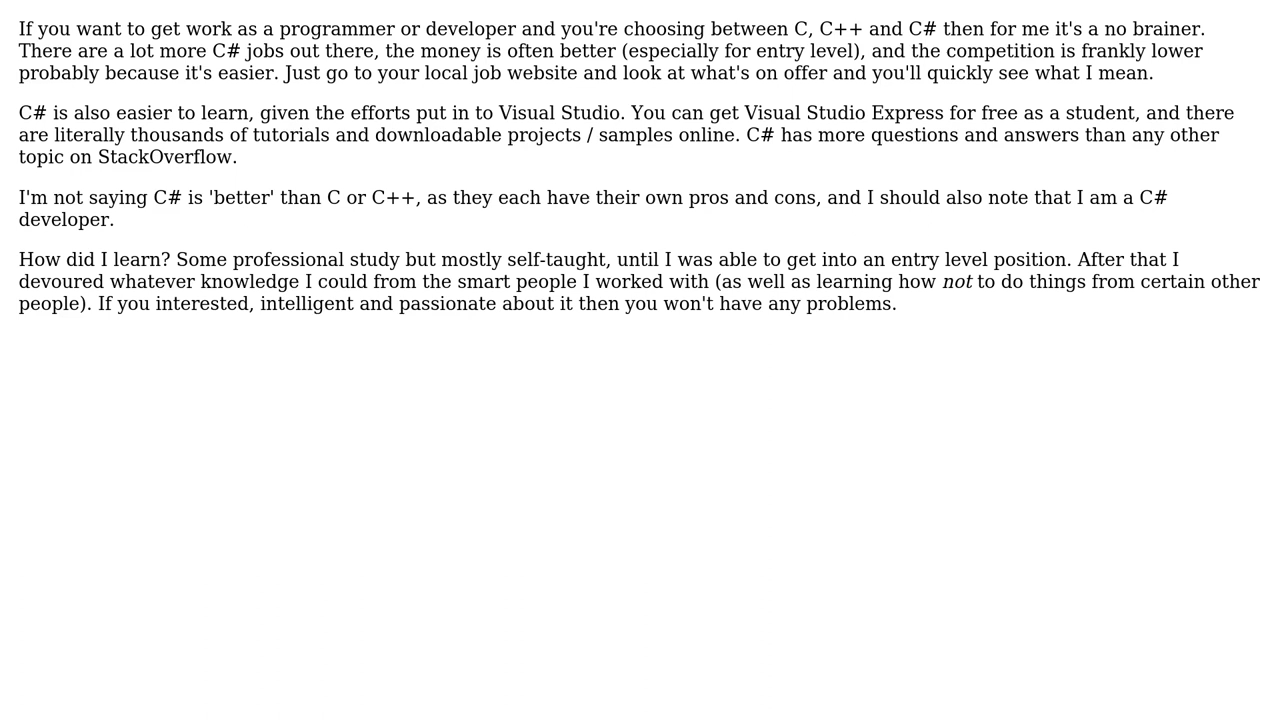 If you want to get work as a programmer or developer and you're choosing between C, C++ and C# then for me it's a no brainer.
There are a lot more C# jobs out there, the money is often better (especially for entry level), and the competition is frankly lower
probably because it's easier. Just go to your local job website and look at what's on offer and you'll quickly see what I mean.
C# is also easier to learn, given the efforts put in to Visual Studio. You can get Visual Studio Express for free as a student, and there
are literally thousands of tutorials and downloadable projects / samples online. C# has more questions and answers than any other
topic on StackOverflow.
I'm not saying C# is 'better' than C or C++, as they each have their own pros and cons, and I should also note that I am a C#
developer.
How did I learn? Some professional study but mostly self-taught, until I was able to get into an entry level position. After that I
devoured whatever knowledge I could from the smart people I worked with (as well as learning how not to do things from certain other
people). If you interested, intelligent and passionate about it then you won't have any problems.